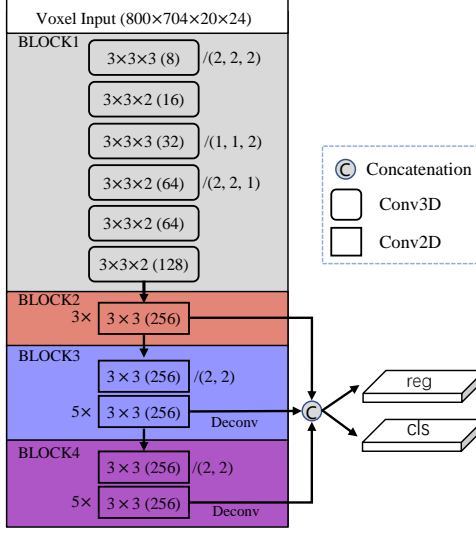 Voxel Input (800×704×20×24)
BLOCK1
3×3×3 (8) /(2, 2, 2)
3×3×2 (16)
3×3×3 (32) /(1, 1, 2)
3×3×2 (64) /(2, 2, 1)
3×3×2 (64)
3×3×2 (128)
BLOCK2
3× 3×3 (256)
BLOCK3
3×3 (256) /(2, 2)
5× 3×3 (256)
Deconv
BLOCK4
3×3 (256) /(2, 2)
5× 3×3 (256)
Deconv
C Concatenation
Conv3D
Conv2D
C
reg
cls